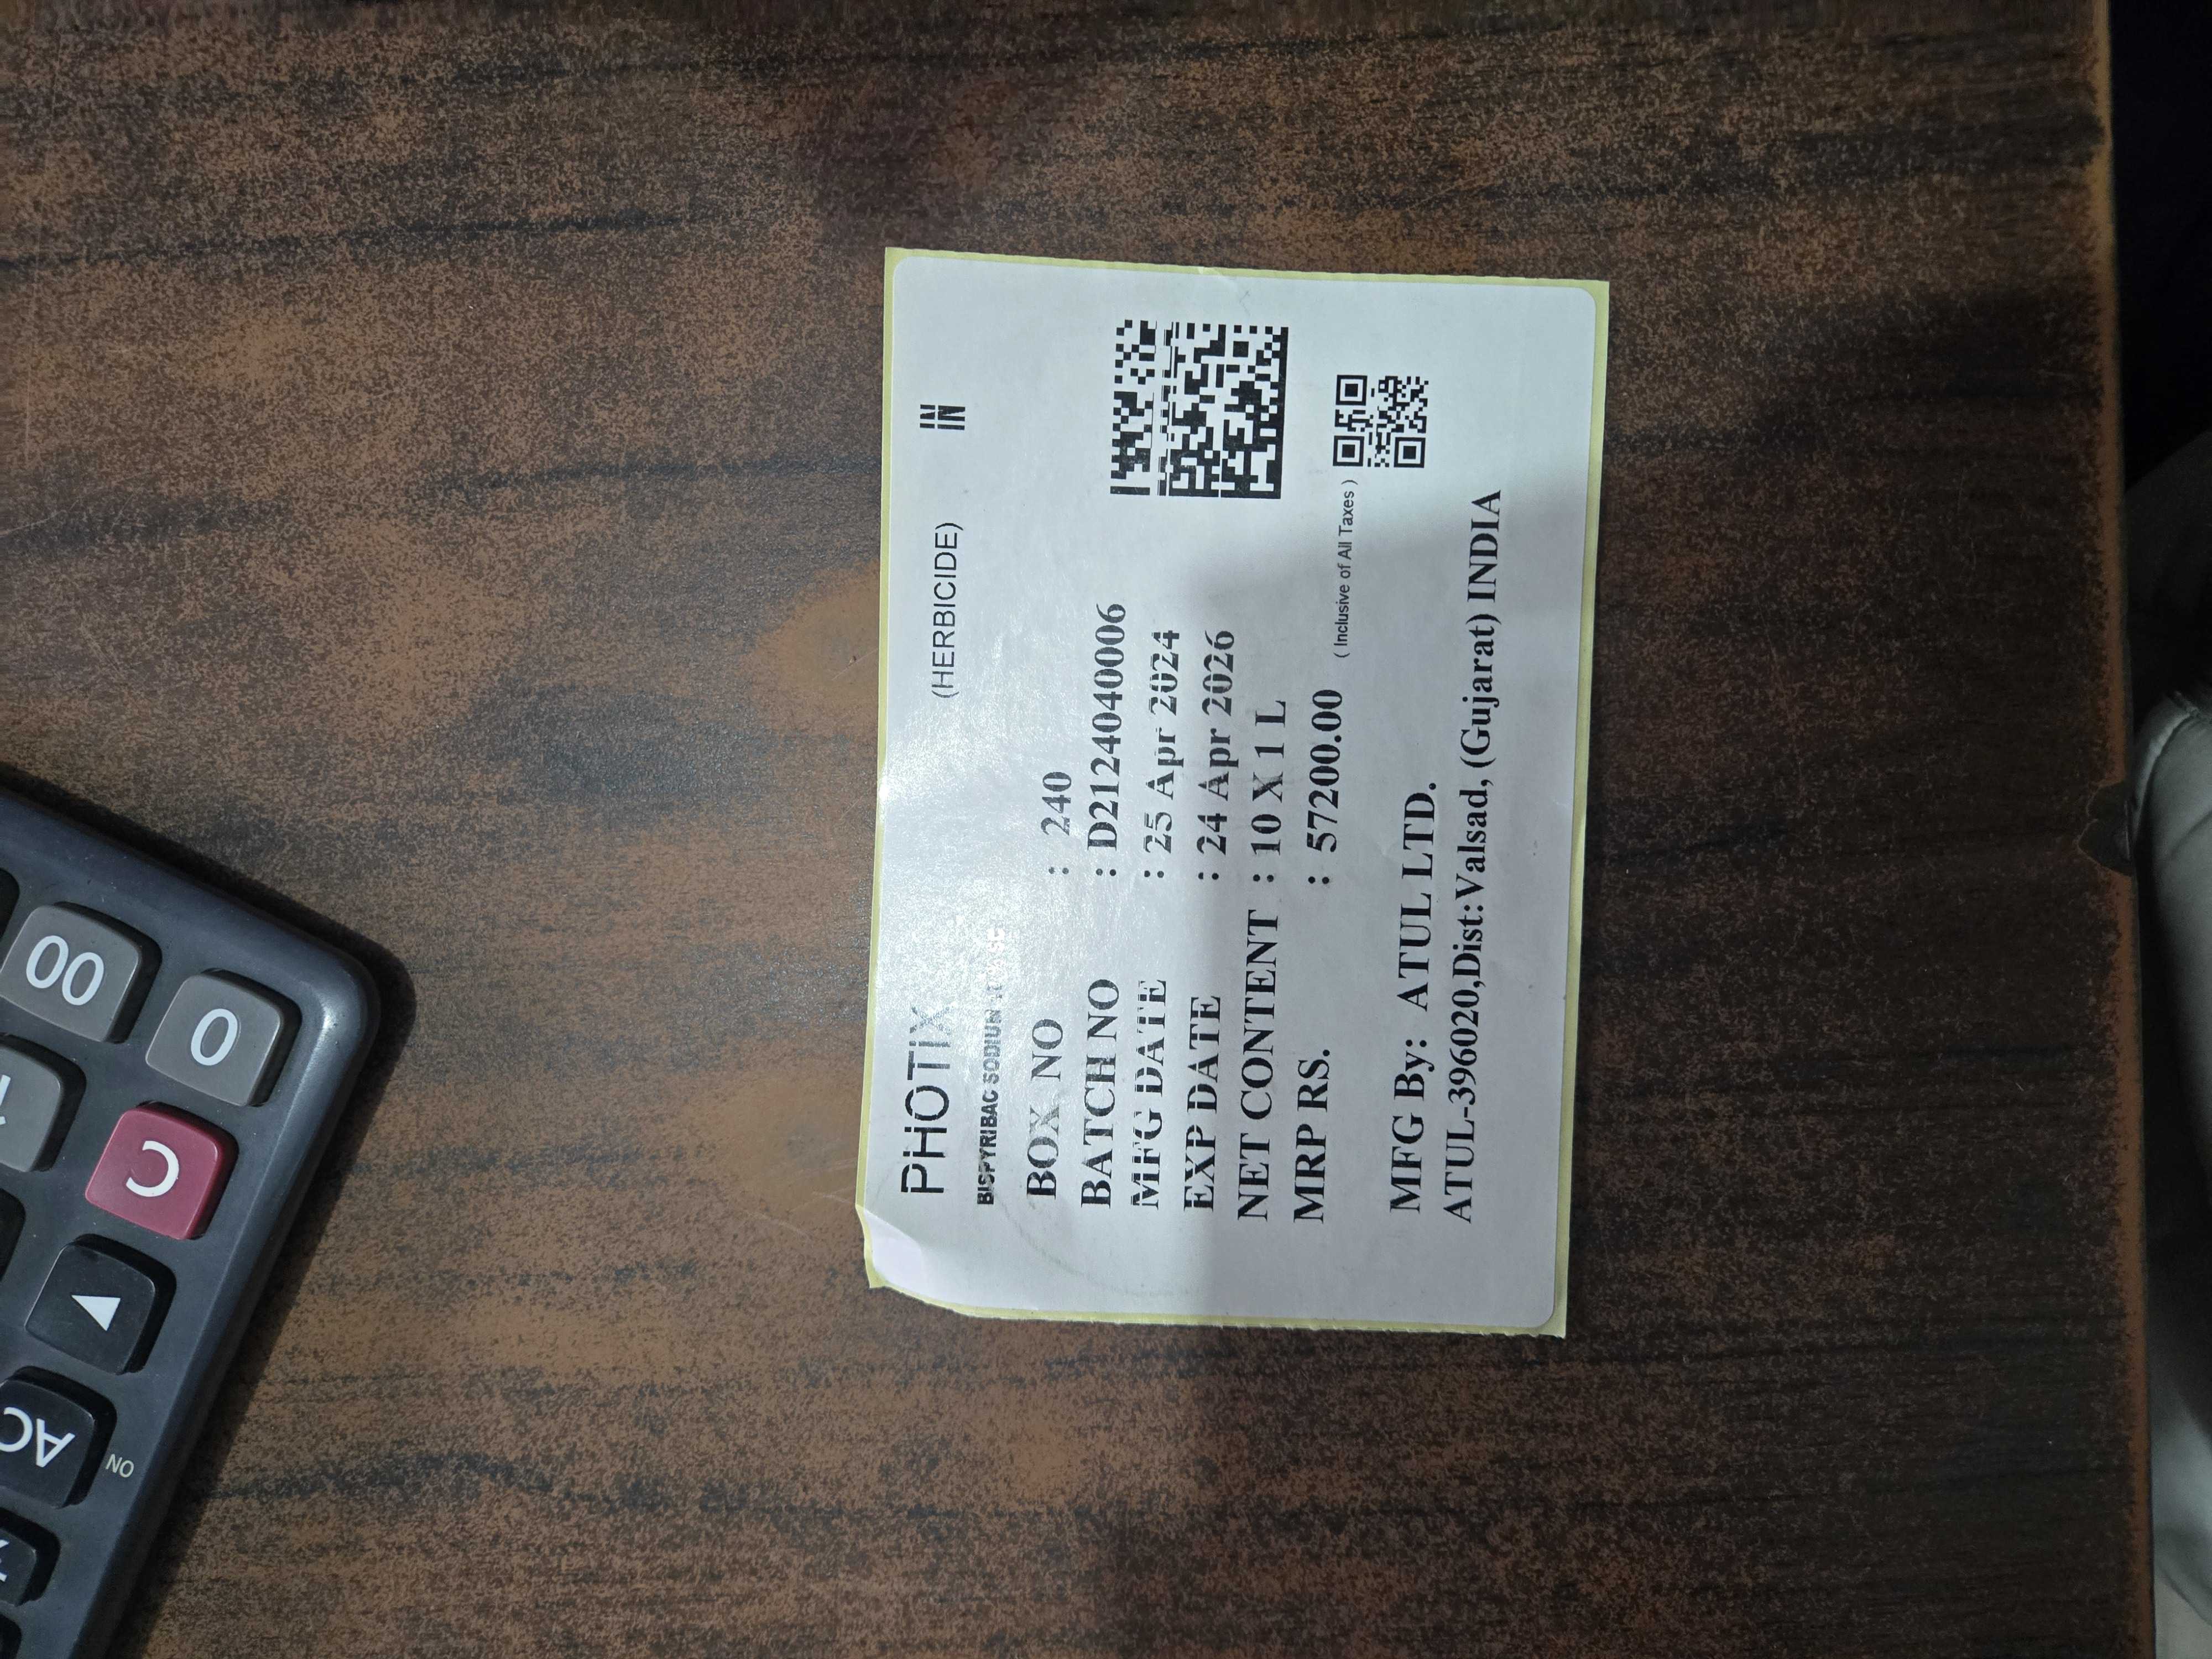 PHOTIX (HERBICIDE) IN
BISPYRIBAC SODIUM
BOX NO : 240
BATCH NO : D212404040006
MFG DATE : 25 Apr 2024
EXP DATE : 24 Apr 2026
NET CONTENT : 10 X 1 L
MRP RS. : 57200.00 ( Inclusive of All Taxes )
MFG By: ATUL LTD.
ATUL-396020,Dist:Valsad, (Gujarat) INDIA
00
0
C
AC
ON